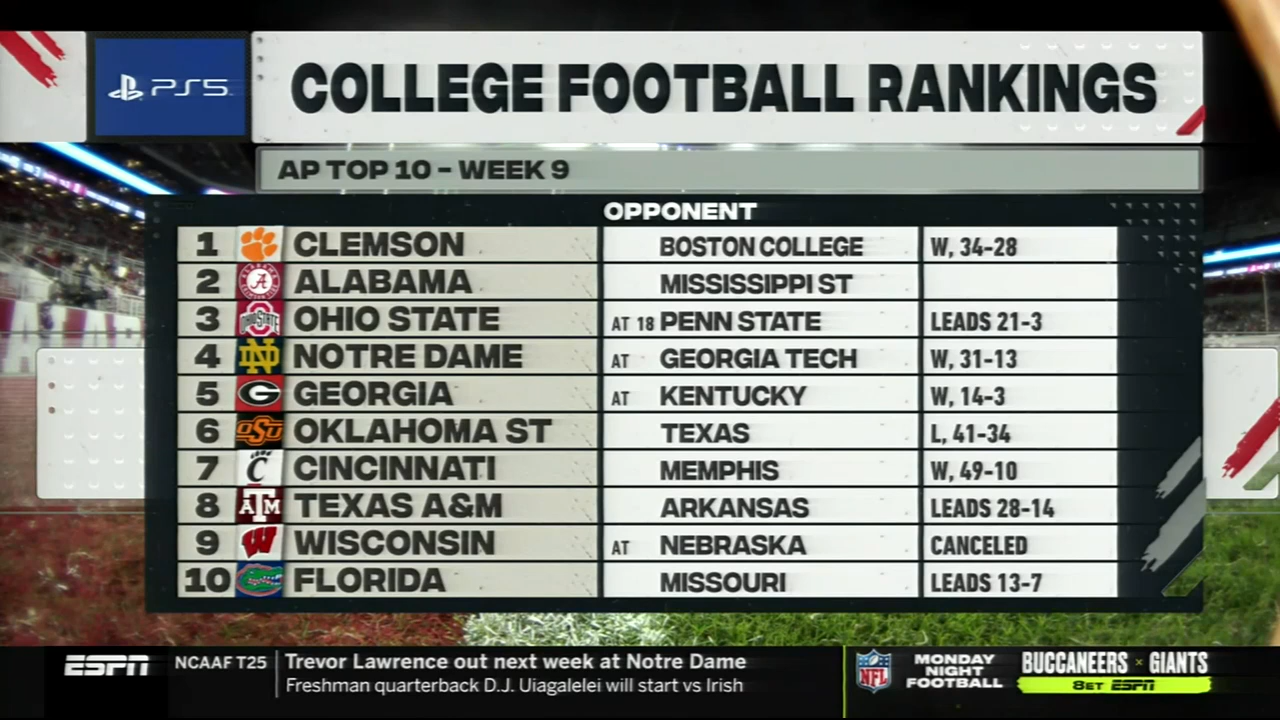 PS5
COLLEGE FOOTBALL RANKINGS
AP TOP 10 – WEEK 9
OPPONENT
1 CLEMSON BOSTON COLLEGE W, 34-28
2 ALABAMA MISSISSIPPI ST
3 OHIO STATE AT 18 PENN STATE LEADS 21-3
4 NOTRE DAME AT GEORGIA TECH W, 31-13
5 GEORGIA AT KENTUCKY W, 14-3
6 OSU OKLAHOMA ST TEXAS L, 41-34
7 C CINCINNATI MEMPHIS W, 49-10
8 ATM TEXAS A&M ARKANSAS LEADS 28-14
9 W WISCONSIN AT NEBRASKA CANCELED
10 FLORIDA MISSOURI LEADS 13-7
ESPN NCAAF T25 Trevor Lawrence out next week at Notre Dame
Freshman quarterback D.J. Uiagalelei will start vs Irish
NFL MONDAY NIGHT FOOTBALL BUCCANEERS × GIANTS
8ET ESPN